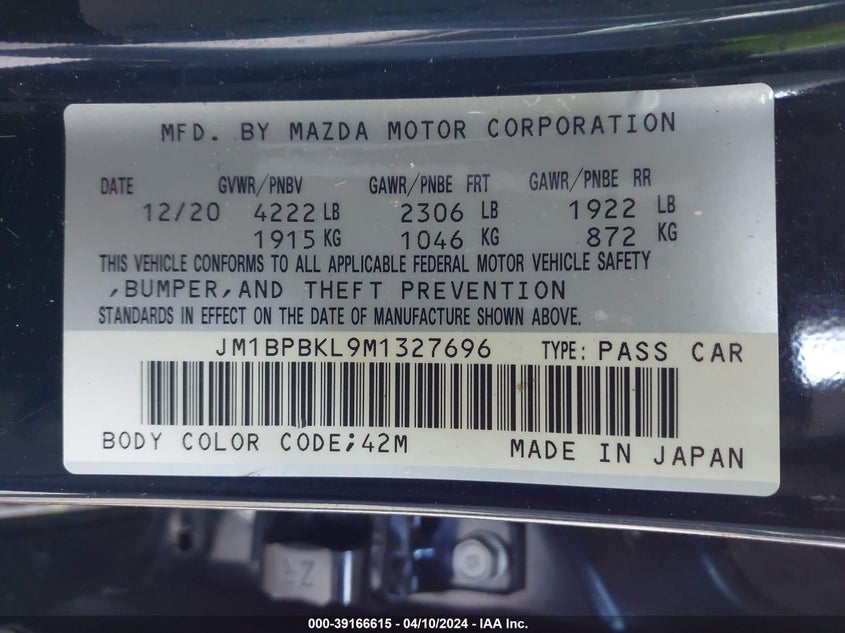 MFD. BY MAZDA MOTOR CORPORATION
DATE GVWR/PNBV GAWR/PNBE FRT GAWR/PNBE RR
12/20 4222 LB 2306 LB 1922 LB
1915 KG 1046 KG 872 KG
THIS VEHICLE CONFORMS TO ALL APPLICABLE FEDERAL MOTOR VEHICLE SAFETY
,BUMPER,AND THEFT PREVENTION
STANDARDS IN EFFECT ON THE DATE OF MANUFACTURE SHOWN ABOVE.
JM1BPBKL9M1327696 TYPE: PASS CAR
BODY COLOR CODE;42M MADE IN JAPAN
000-39166615 - 04/10/2024 - IAA Inc.